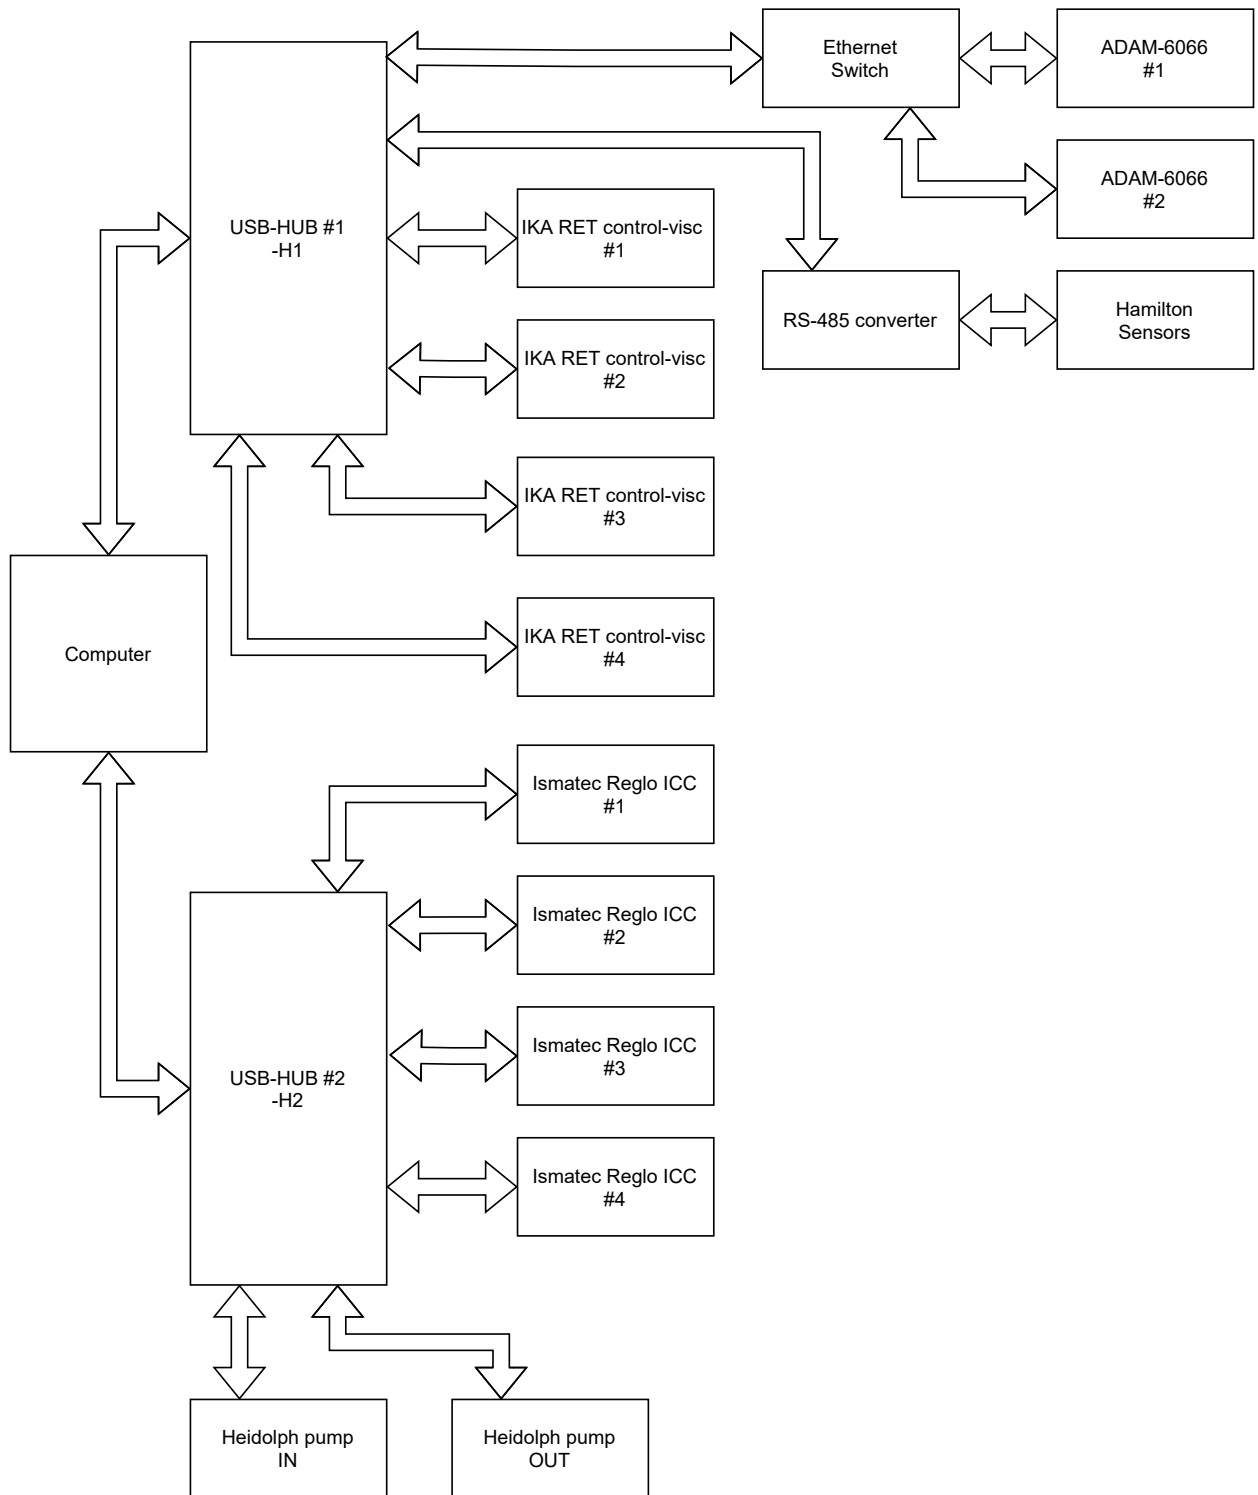 Ethernet
Switch
ADAM-6066
#1
ADAM-6066
#2
USB-HUB #1
-H1
IKA RET control-visc
#1
RS-485 converter
Hamilton
Sensors
IKA RET control-visc
#2
IKA RET control-visc
#3
IKA RET control-visc
#4
Computer
Ismatec Reglo ICC
#1
Ismatec Reglo ICC
#2
Ismatec Reglo ICC
#3
USB-HUB #2
-H2
Ismatec Reglo ICC
#4
Heidolph pump
IN
Heidolph pump
OUT